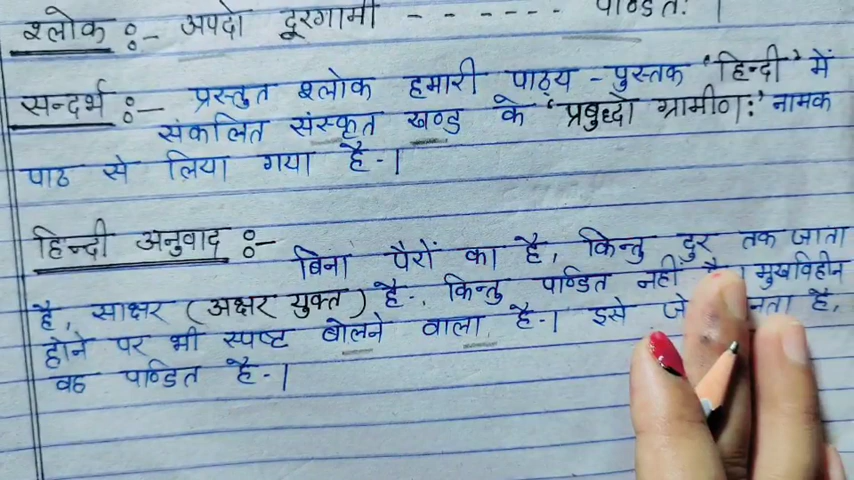 श्लोक :- अपदो दूरगामी - - - - - - - पण्डितः ।
सन्दर्भ :- प्रस्तुत श्लोक हमारी पाठ्य - पुस्तक 'हिन्दी' में
संकलित संस्कृत खण्ड के 'प्रबुध्दो ग्रामीणः' नामक
पाठ से लिया गया है - ।
हिन्दी अनुवाद :-
बिना पैरों का है, किन्तु दुर तक जाता
है, साक्षर (अक्षर युक्त) है-, किन्तु पण्डित नहीं है। मुखविहीन
होने पर भी स्पष्ट बोलने वाला है-। इसे है,
वह पण्डित है-।